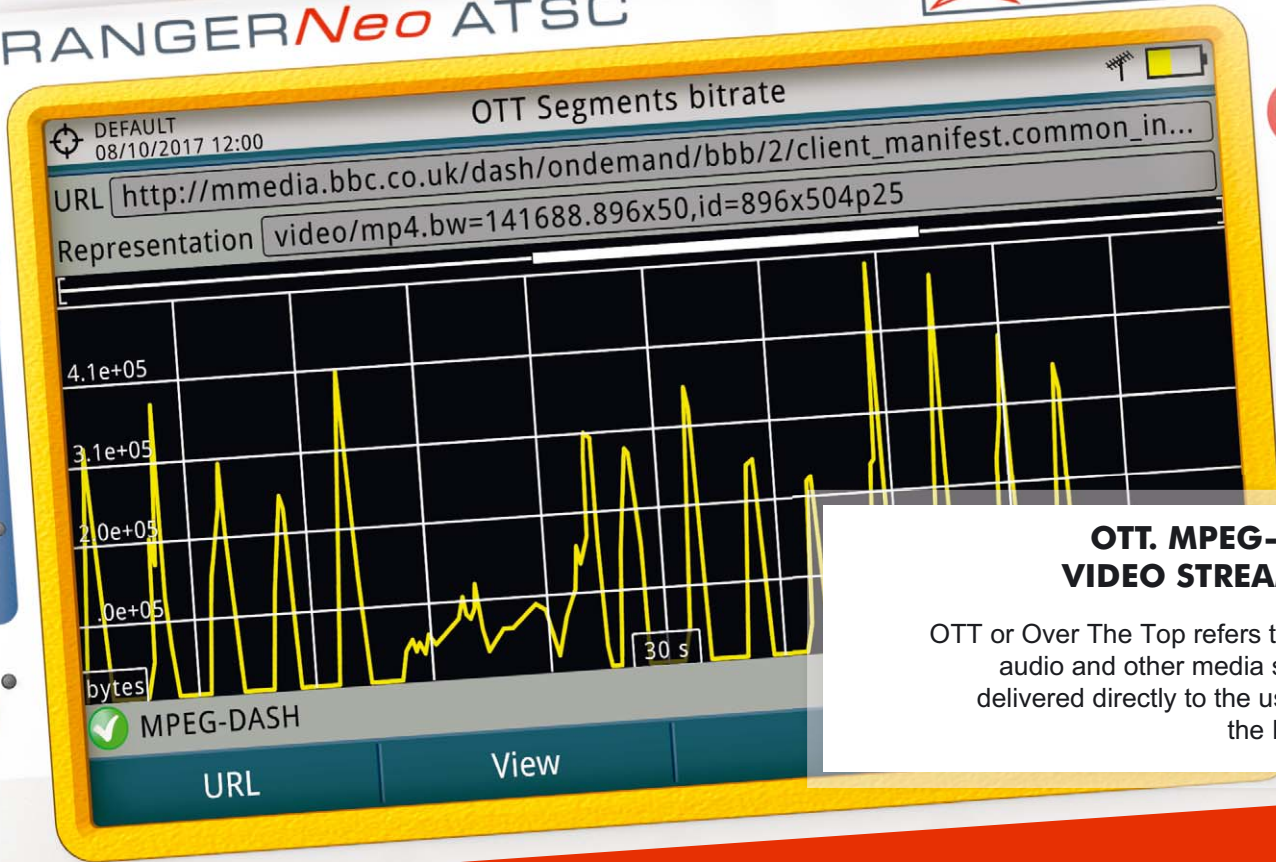 RANGERNeo ATSC
DEFAULT
08/10/2017 12:00
OTT Segments bitrate
URL http://mmedia.bbc.co.uk/dash/ondemand/bbb/2/client_manifest.common_in...
Representation video/mp4.bw=141688.896x50,id=896x504p25
4.1e+05
3.1e+05
2.0e+05
.0e+05
bytes
30 s
MPEG-DASH
URL
View
OTT. MPEG-
VIDEO STREA
OTT or Over The Top refers t
audio and other media s
delivered directly to the us
the